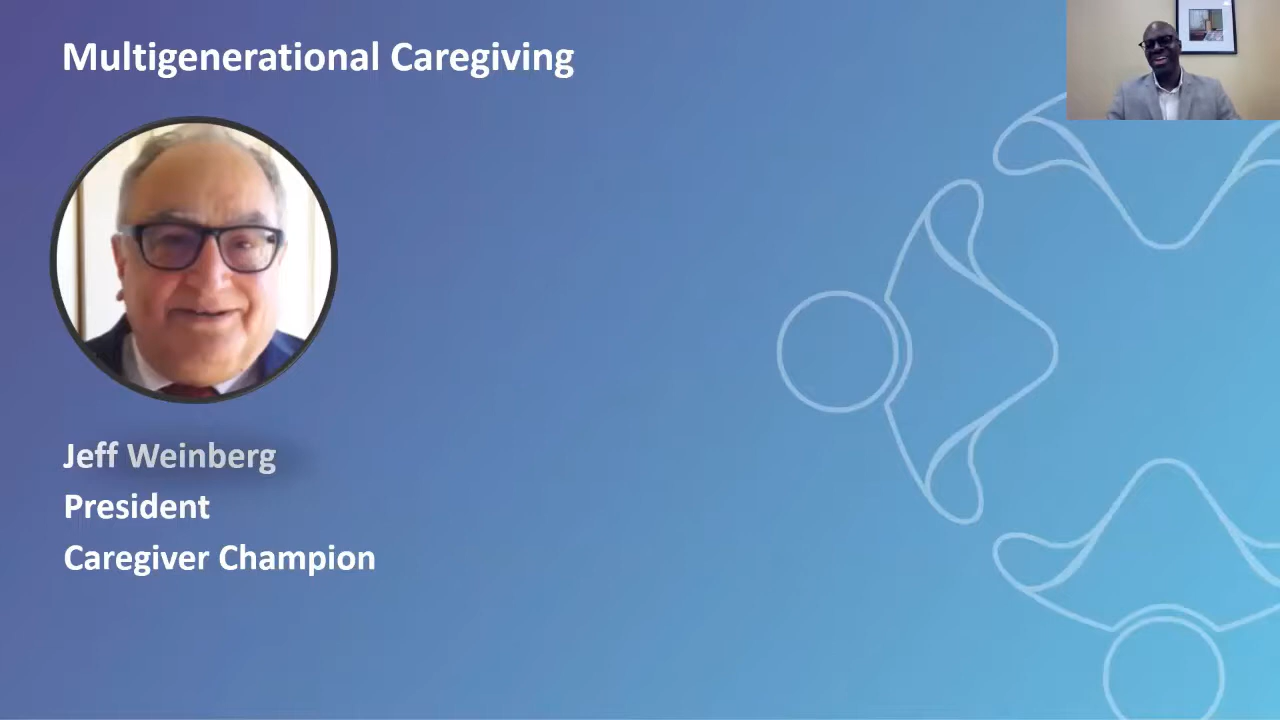 Multigenerational Caregiving
Jeff Weinberg
President
Caregiver Champion